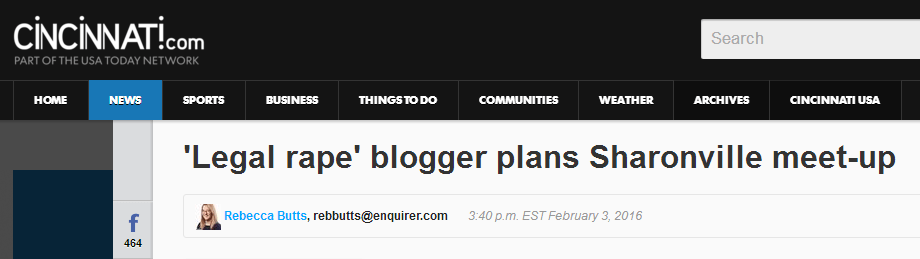 CiNCiNNAT!.com
PART OF THE USA TODAY NETWORK
Search
HOME NEWS SPORTS BUSINESS THINGS TO DO COMMUNITIES WEATHER ARCHIVES CINCINNATI USA
'Legal rape' blogger plans Sharonville meet-up
Rebecca Butts, rebbutts@enquirer.com 3:40 p.m. EST February 3, 2016
f
464